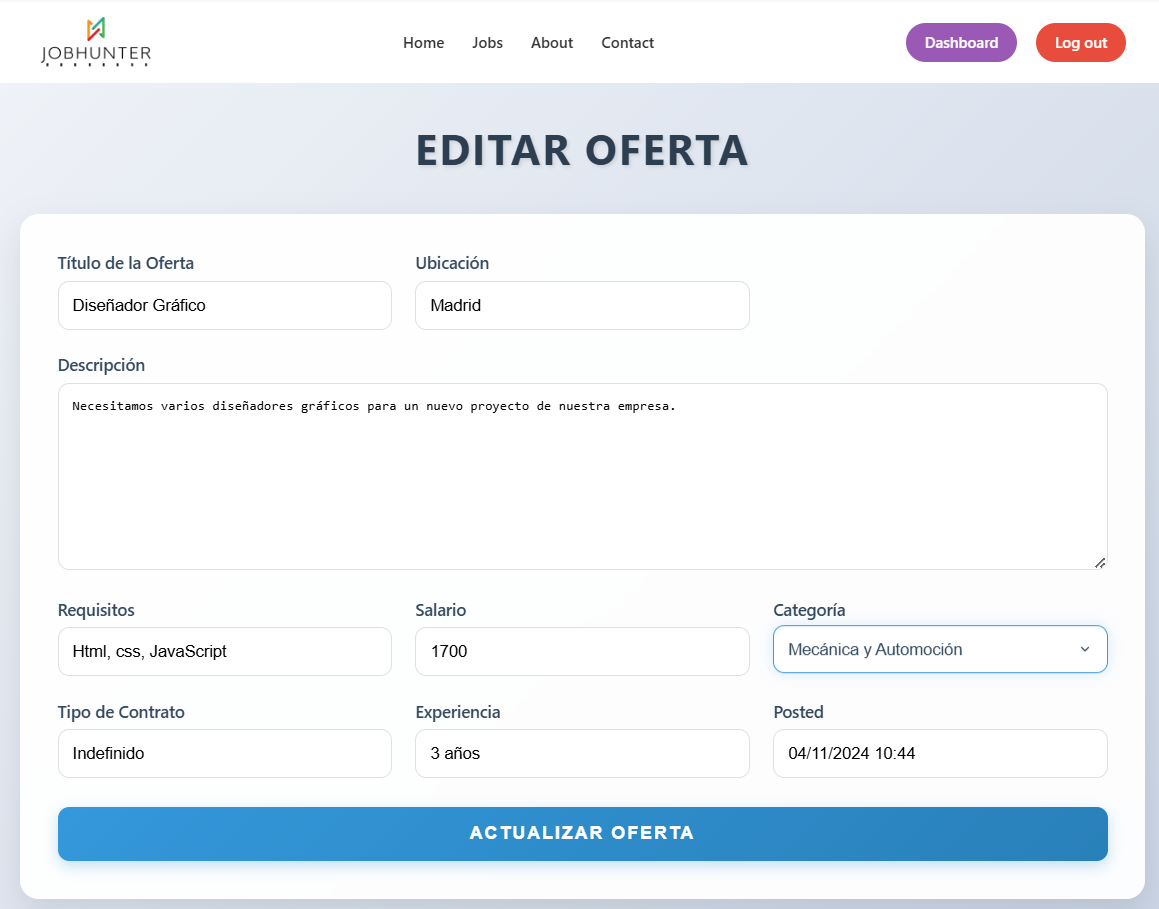 JOBHUNTER
Home Jobs About Contact
Dashboard Log out
EDITAR OFERTA
Título de la Oferta Ubicación
Diseñador Gráfico Madrid
Descripción
Necesitamos varios diseñadores gráficos para un nuevo proyecto de nuestra empresa.
Requisitos Salario Categoría
Html, css, JavaScript 1700 Mecánica y Automoción
Tipo de Contrato Experiencia Posted
Indefinido 3 años 04/11/2024 10:44
ACTUALIZAR OFERTA